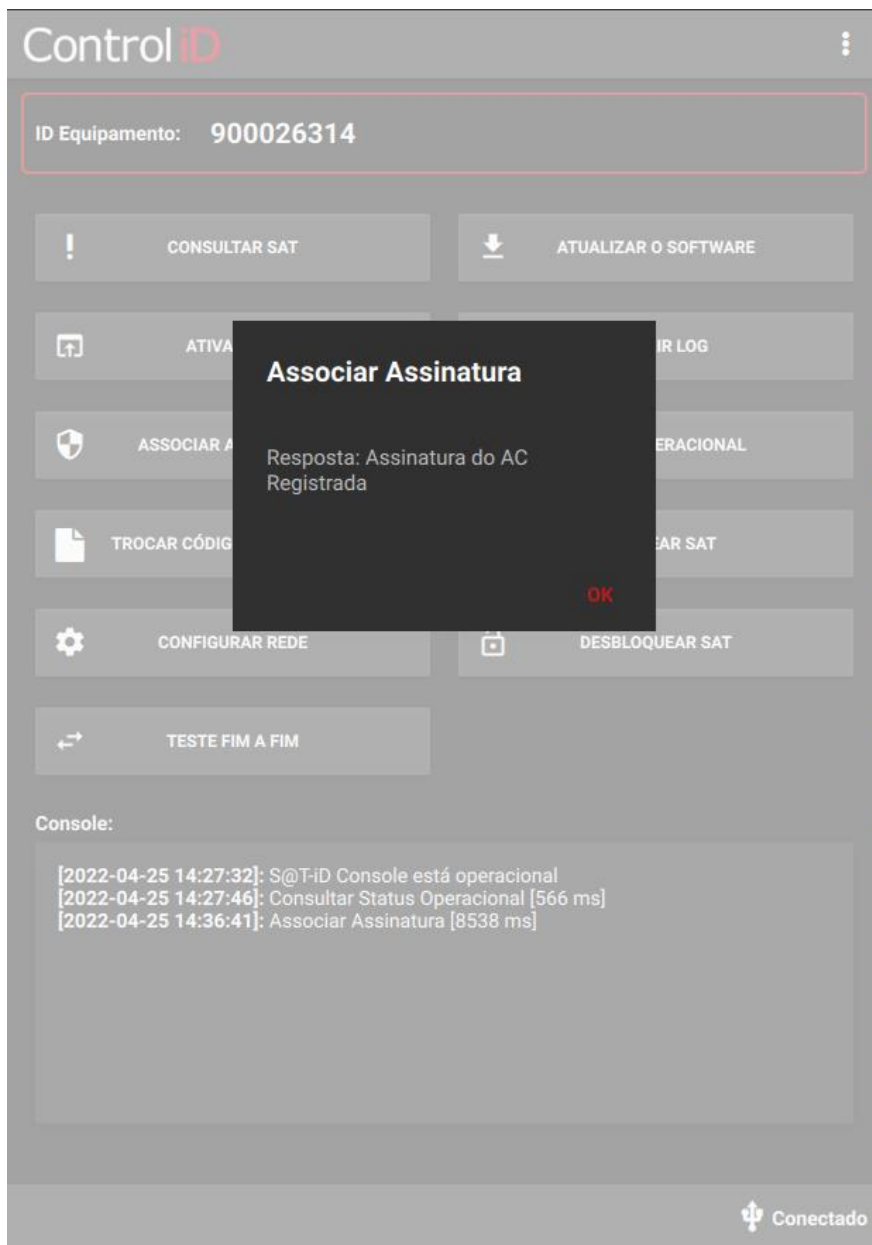 Control iD
ID Equipamento: 900026314
CONSULTAR SAT
ATUALIZAR O SOFTWARE
ATIVA
IR LOG
Associar Assinatura
ASSOCIAR A
ERACIONAL
Resposta: Assinatura do AC
Registrada
TROCAR CÓDIG
EAR SAT
OK
CONFIGURAR REDE
DESBLOQUEAR SAT
TESTE FIM A FIM
Console:
[2022-04-25 14:27:32]: S@T-iD Console está operacional
[2022-04-25 14:27:46]: Consultar Status Operacional [566 ms]
[2022-04-25 14:36:41]: Associar Assinatura [8538 ms]
Conectado